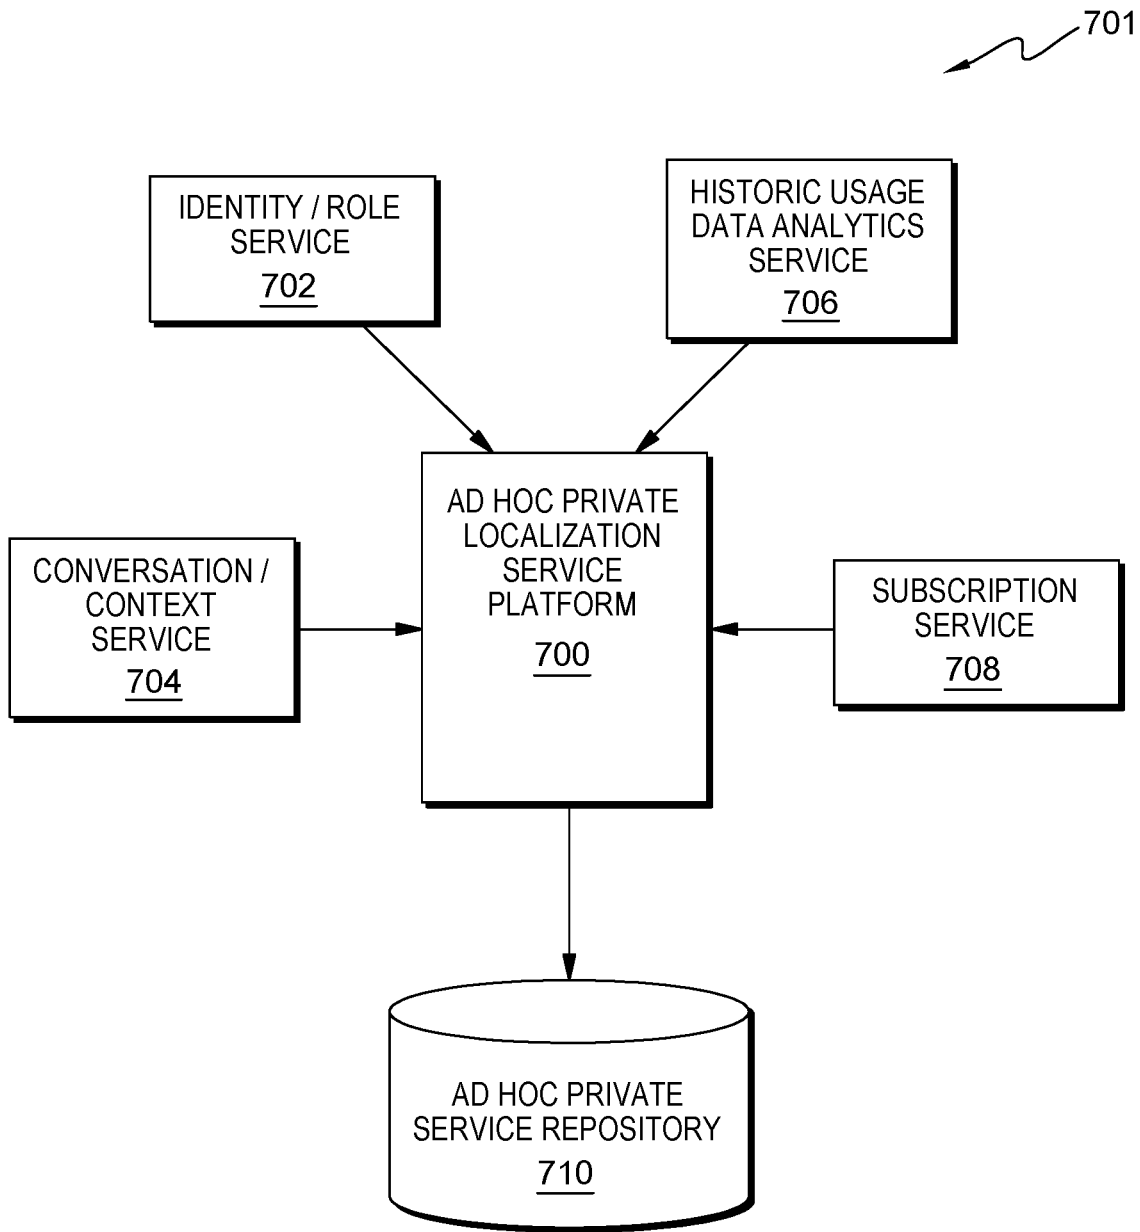 701
IDENTITY / ROLE
SERVICE
702
HISTORIC USAGE
DATA ANALYTICS
SERVICE
706
AD HOC PRIVATE
LOCALIZATION
SERVICE
PLATFORM
700
CONVERSATION /
CONTEXT
SERVICE
704
SUBSCRIPTION
SERVICE
708
AD HOC PRIVATE
SERVICE REPOSITORY
710